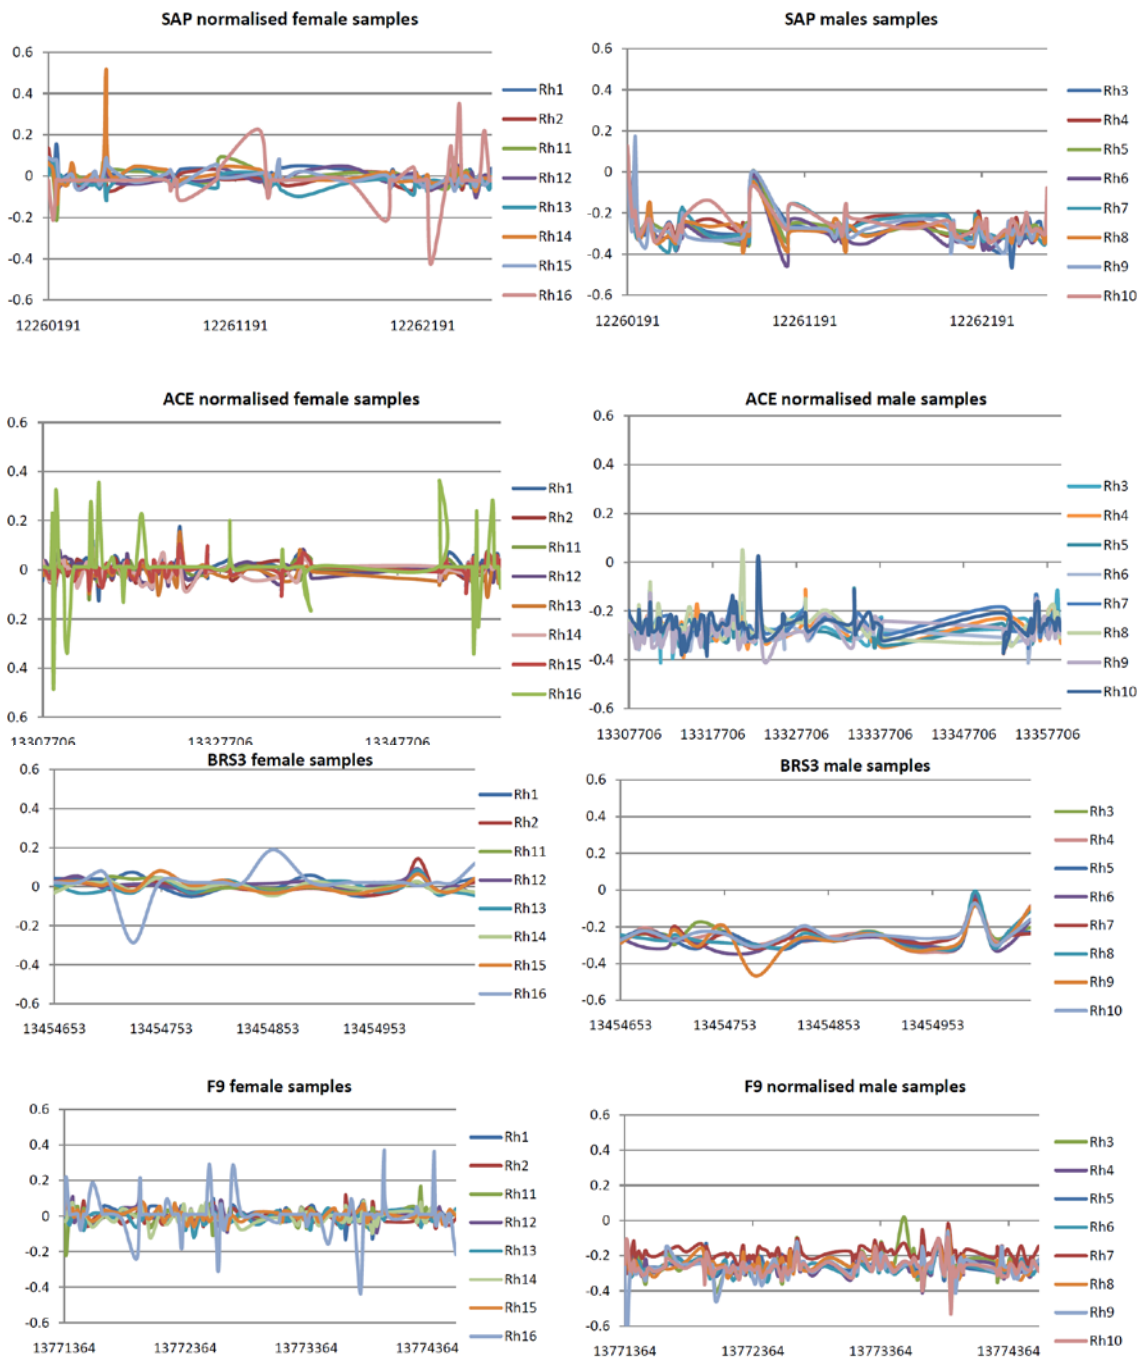 SAP normalised female samples
0.6
0.4
0.2
0
-0.2
-0.4
-0.6
12260191
12261191
12262191
Rh1
Rh2
Rh11
Rh12
Rh13
Rh14
Rh15
Rh16
SAP males samples
0.6
0.4
0.2
0
-0.2
-0.4
-0.6
12260191
12261191
12262191
Rh3
Rh4
Rh5
Rh6
Rh7
Rh8
Rh9
Rh10
ACE normalised female samples
0.6
0.4
0.2
0
0.2
0.4
0.6
13307706
13327706
13347706
Rh1
Rh2
Rh11
Rh12
Rh13
Rh14
Rh15
Rh16
ACE normalised male samples
0.6
0.4
0.2
0
-0.2
-0.4
-0.6
13307706
13317706
13327706
13337706
13347706
13357706
Rh3
Rh4
Rh5
Rh6
Rh7
Rh8
Rh9
Rh10
BRS3 female samples
0.6
0.4
0.2
0
-0.2
-0.4
-0.6
13454653
13454753
13454853
13454953
Rh1
Rh2
Rh11
Rh12
Rh13
Rh14
Rh15
Rh16
BRS3 male samples
0.6
0.4
0.2
0
-0.2
-0.4
-0.6
13454653
13454753
13454853
13454953
Rh3
Rh4
Rh5
Rh6
Rh7
Rh8
Rh9
Rh10
F9 female samples
0.6
0.4
0.2
0
-0.2
-0.4
-0.6
13771364
13772364
13773364
13774364
Rh1
Rh2
Rh11
Rh12
Rh13
Rh14
Rh15
Rh16
F9 normalised male samples
0.6
0.4
0.2
0
-0.2
-0.4
-0.6
13771364
13772364
13773364
13774364
Rh3
Rh4
Rh5
Rh6
Rh7
Rh8
Rh9
Rh10